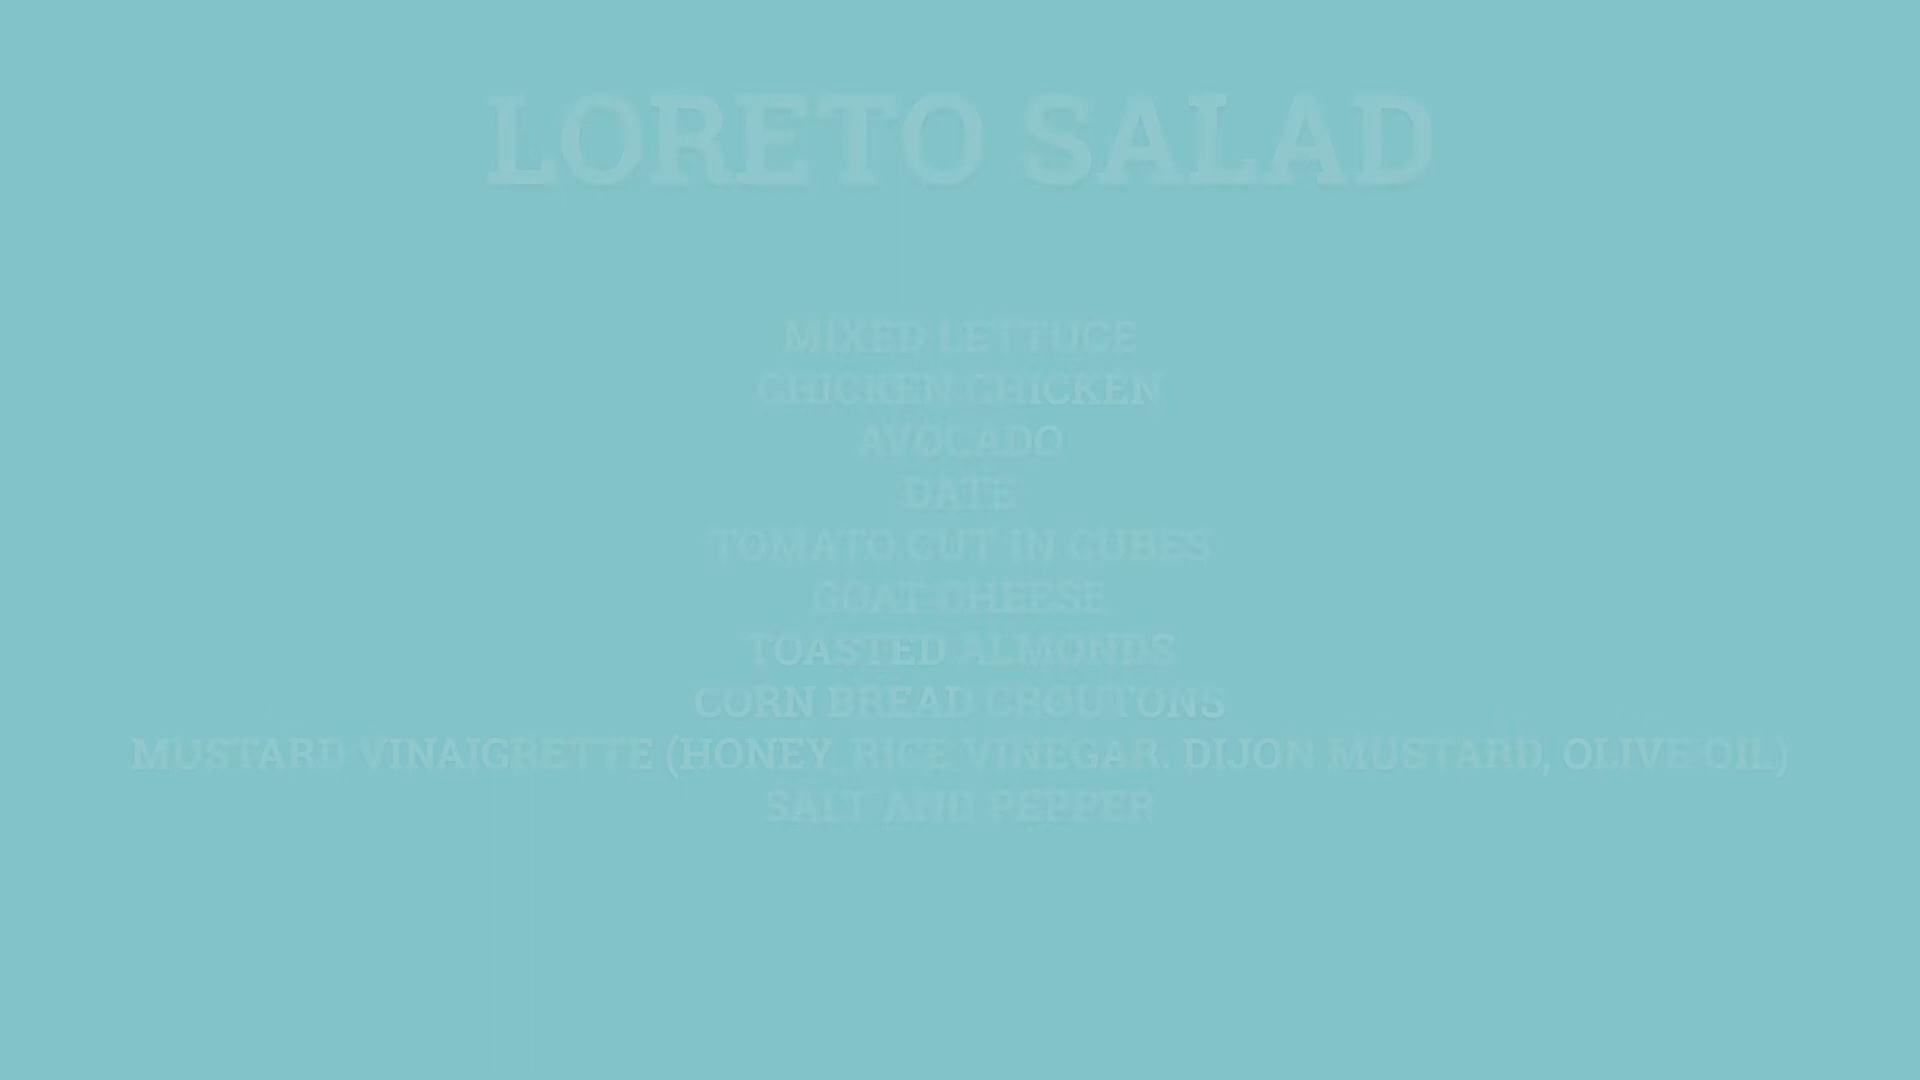 LORETO SALAD
MIXED LETTUCE
CHICKEN CHICKEN
AVOCADO
DATE
TOMATO CUT IN CUBES
GOAT CHEESE
TOASTED ALMONDS
CORN BREAD CROUTONS
MUSTARD VINAIGRETTE (HONEY, RICE VINEGAR. DIJON MUSTARD, OLIVE OIL)
SALT AND PEPPER